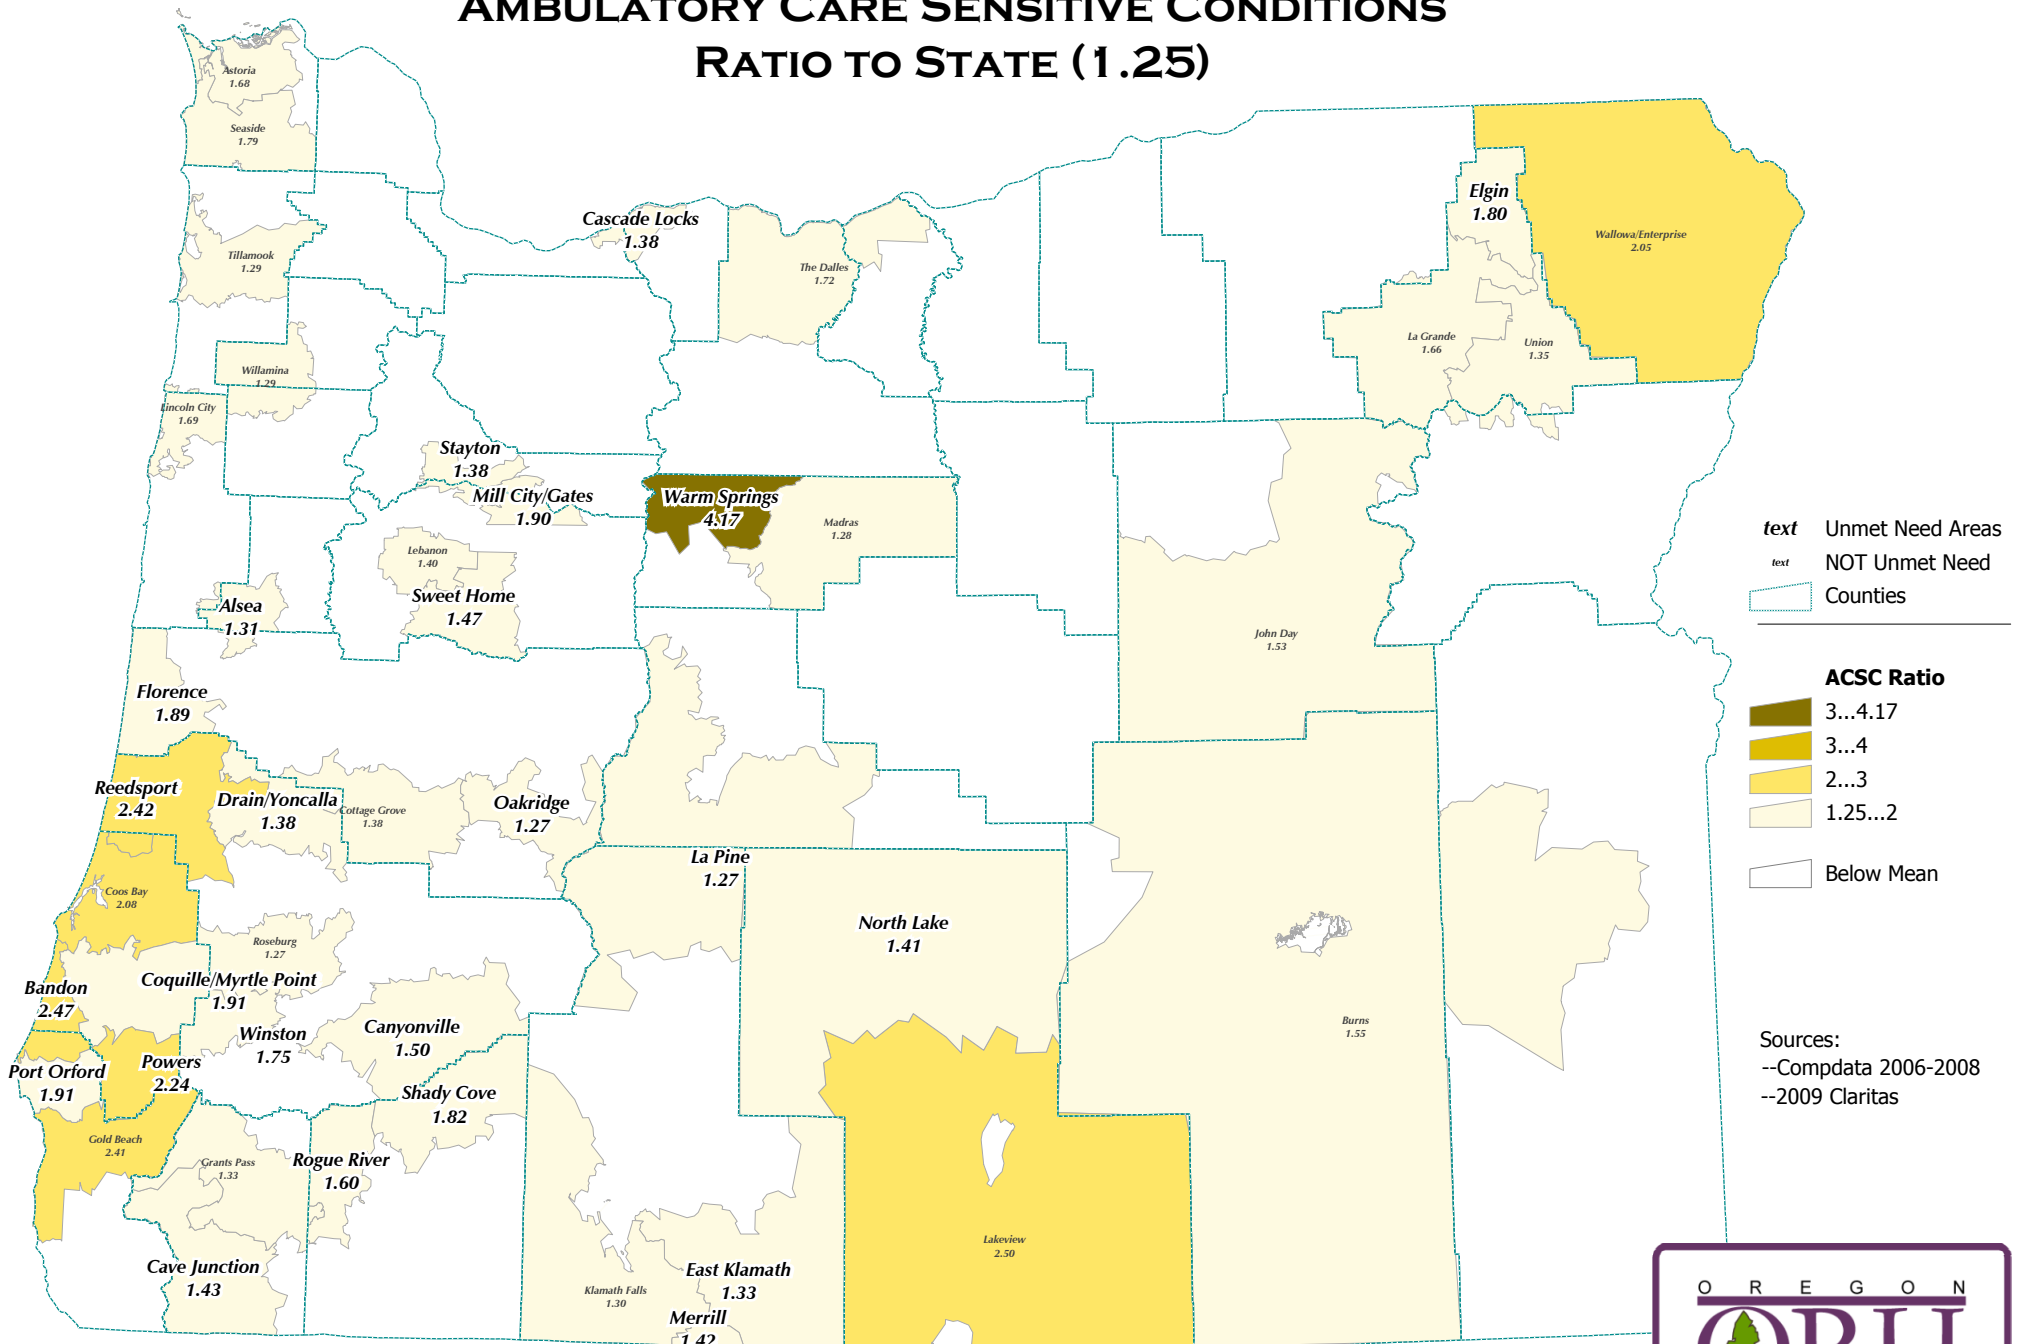 AMBULATORY CARE SENSITIVE CONDITIONS
RATIO TO STATE (1.25)
Astoria
1.68
Seaside
1.79
Tillamook
1.29
Willamina
1.29
Lincoln City
1.69
Cascade Locks
1.38
The Dalles
1.72
Elgin
1.80
Wallowa/Enterprise
2.05
La Grande
1.66
Union
1.35
Stayton
1.38
Mill City/Gates
1.90
Warm Springs
4.17
Madras
1.28
Lebanon
1.40
Sweet Home
1.47
Alsea
1.31
John Day
1.53
Florence
1.89
Reedsport
2.42
Drain/Yoncalla
1.38
Cottage Grove
1.38
Oakridge
1.27
La Pine
1.27
Coos Bay
2.08
North Lake
1.41
Roseburg
1.27
Coquille/Myrtle Point
1.91
Bandon
2.47
Winston
1.75
Canyonville
1.50
Burns
1.55
Port Orford
1.91
Powers
2.24
Shady Cove
1.82
Gold Beach
2.41
Grants Pass
1.33
Rogue River
1.60
Cave Junction
1.43
Klamath Falls
1.30
East Klamath
1.33
Merrill
1.42
Lakeview
2.50
text Unmet Need Areas
text NOT Unmet Need
Counties
ACSC Ratio
3...4.17
3...4
2...3
1.25...2
Below Mean
Sources:
--Compdata 2006-2008
--2009 Claritas
OREGON